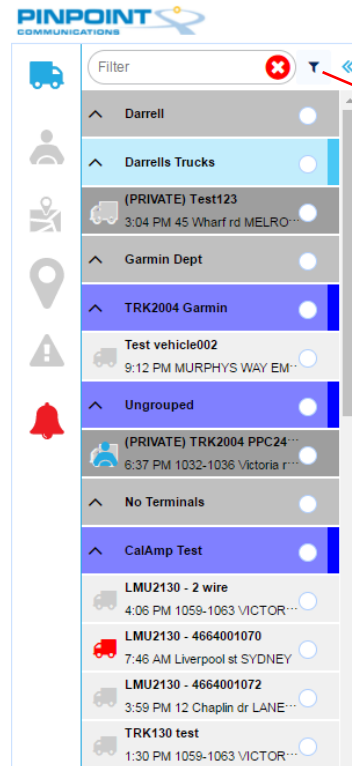 PINPOINT
COMMUNICATIONS
Filter
Darrell
Darrells Trucks
(PRIVATE) Test123
3:04 PM 45 Wharf rd MELRO...
Garmin Dept
TRK2004 Garmin
Test vehicle002
9:12 PM MURPHYS WAY EM...
Ungrouped
(PRIVATE) TRK2004 PPC24...
6:37 PM 1032-1036 Victoria r...
No Terminals
CalAmp Test
LMU2130 - 2 wire
4:06 PM 1059-1063 VICTOR...
LMU2130 - 4664001070
7:46 AM Liverpool st SYDNEY
LMU2130 - 4664001072
3:59 PM 12 Chaplin dr LANE...
TRK130 test
1:30 PM 1059-1063 VICTOR...